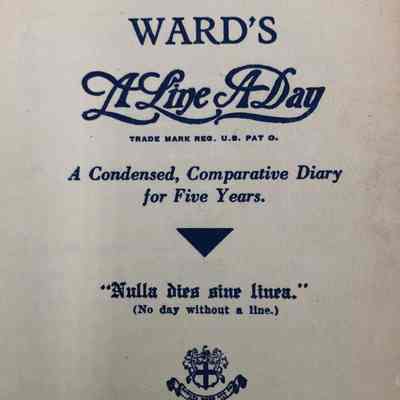 WARD'S
A Line A Day
TRADE MARK REG. U.S. PAT O.
A Condensed, Comparative Diary
for Five Years.
"Nulla dies sine linea."
(No day without a line.)